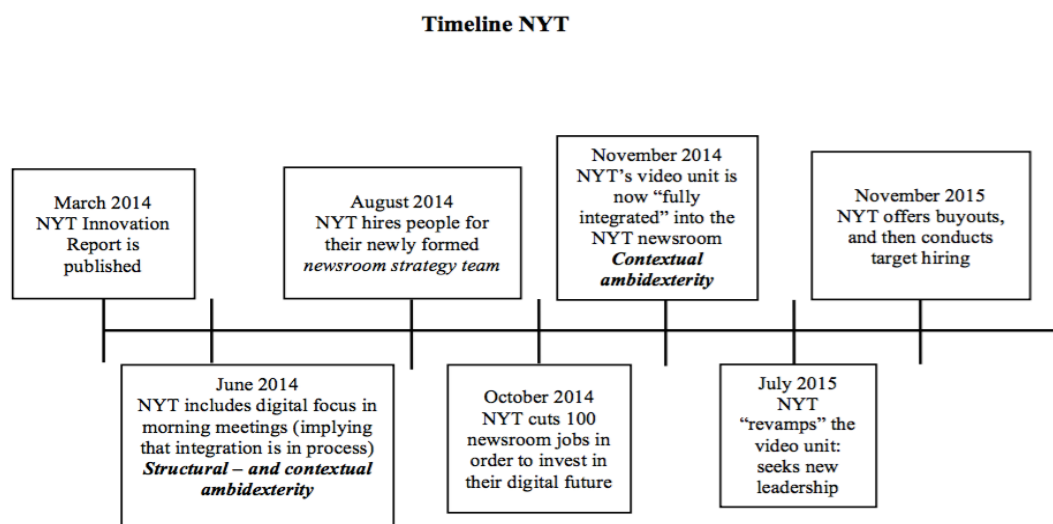 Timeline NYT
March 2014
NYT Innovation
Report is
published
June 2014
NYT includes digital focus in
morning meetings (implying
that integration is in process)
Structural – and contextual
ambidexterity
August 2014
NYT hires people for
their newly formed
newsroom strategy team
October 2014
NYT cuts 100
newsroom jobs in
order to invest in
their digital future
November 2014
NYT’s video unit is
now “fully
integrated” into the
NYT newsroom
Contextual
ambidexterity
July 2015
NYT
“revamps” the
video unit:
seeks new
leadership
November 2015
NYT offers buyouts,
and then conducts
target hiring